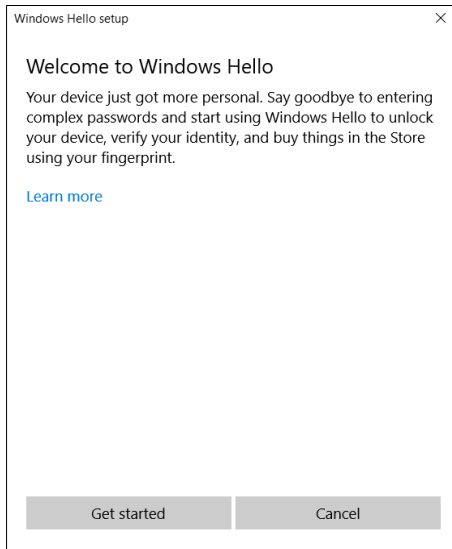 Windows Hello setup
Welcome to Windows Hello
Your device just got more personal. Say goodbye to entering
complex passwords and start using Windows Hello to unlock
your device, verify your identity, and buy things in the Store
using your fingerprint.
Learn more
Get started
Cancel